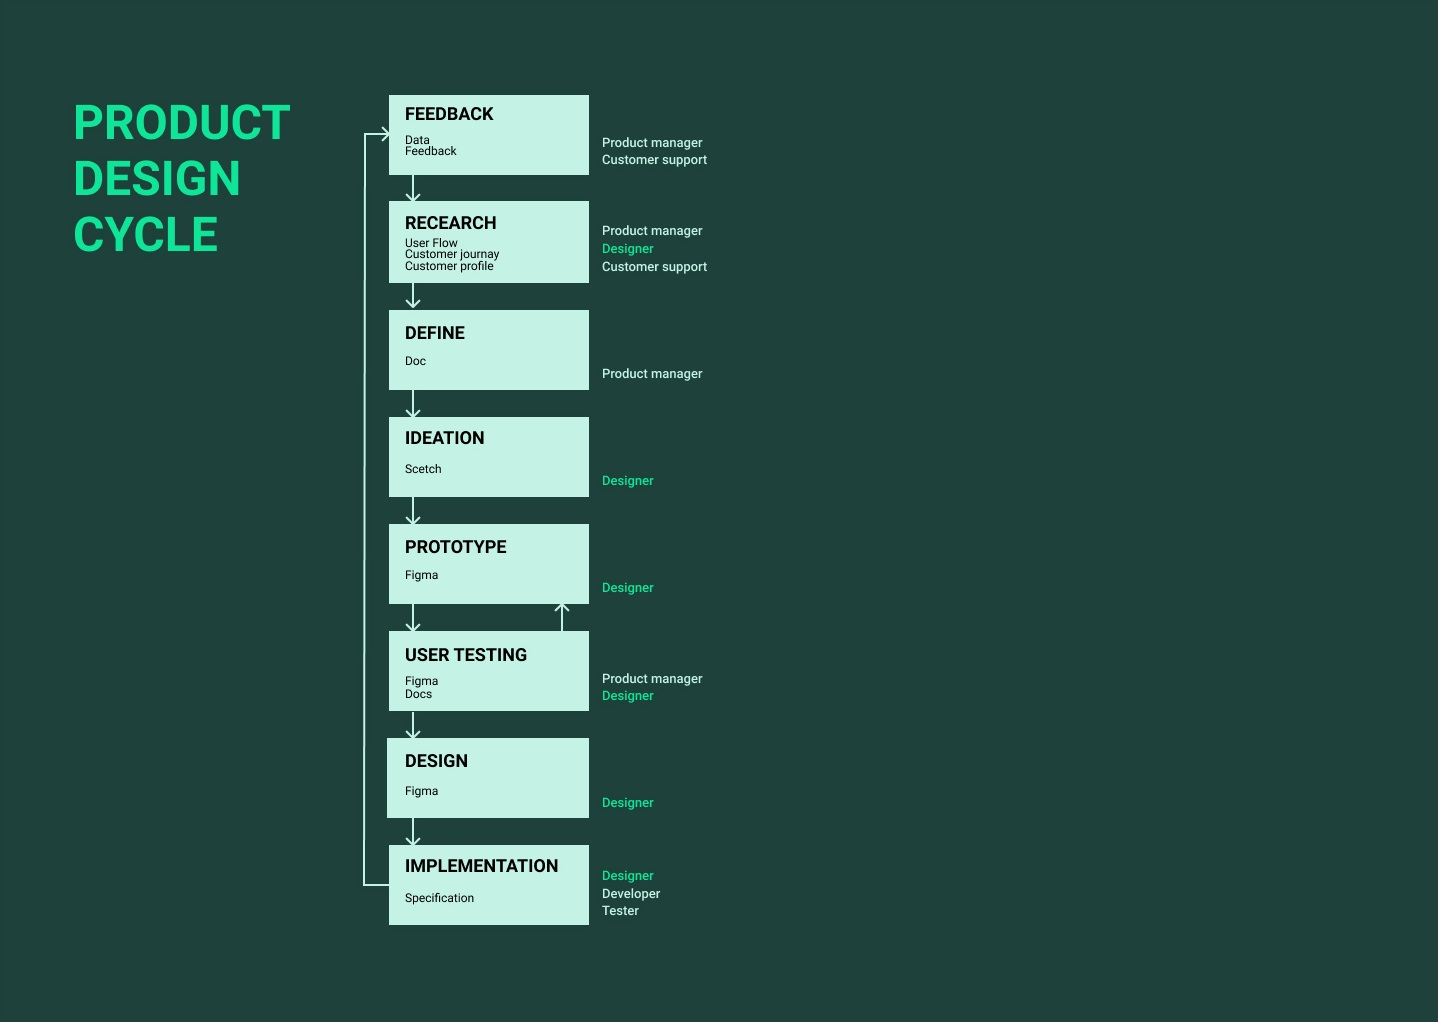 PRODUCT
DESIGN
CYCLE
FEEDBACK
Data
Feedback
Product manager
Customer support
RECEARCH
User Flow
Customer journay
Customer profile
Product manager
Designer
Customer support
DEFINE
Doc
Product manager
IDEATION
Scetch
Designer
PROTOTYPE
Figma
Designer
USER TESTING
Figma
Docs
Product manager
Designer
DESIGN
Figma
Designer
IMPLEMENTATION
Specification
Designer
Developer
Tester